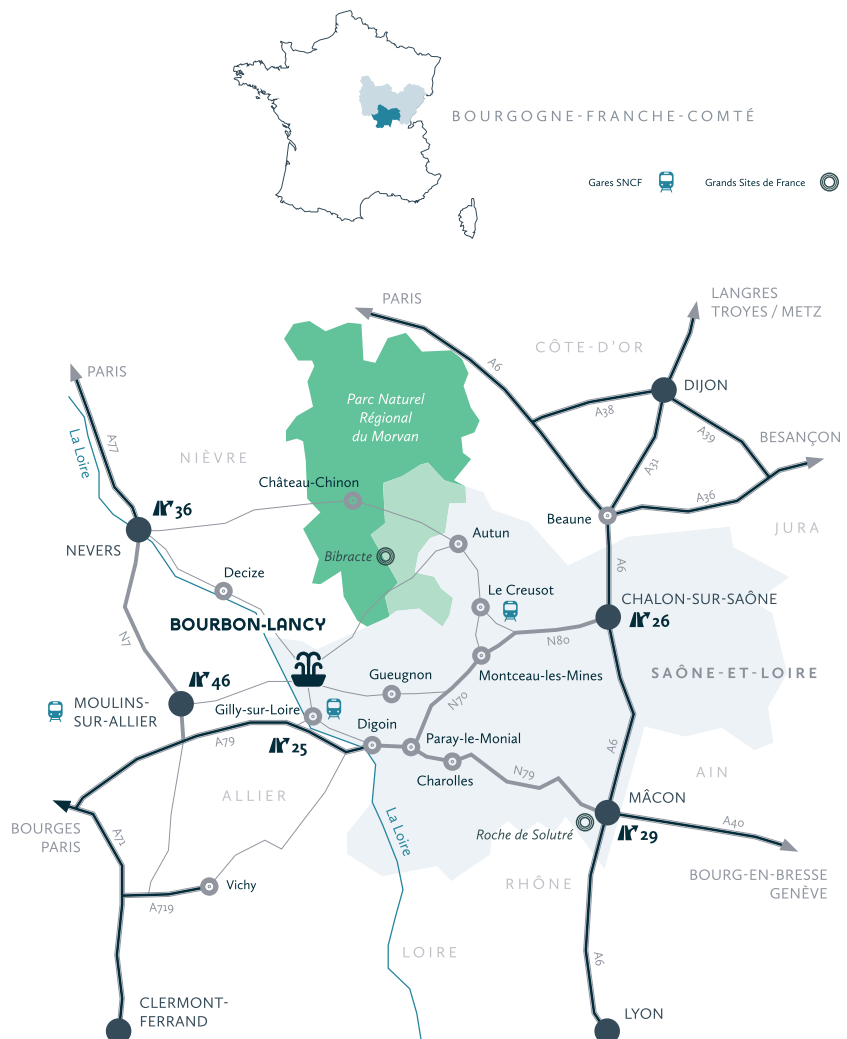 BOURGOGNE-FRANCHE-COMTÉ
Gares SNCF
Grands Sites de France
PARIS
LANGRES
TROYES / METZ
CÔTE-D'OR
A6
PARIS
DIJON
Parc Naturel
Régional
du Morvan
A38
A39
BESANÇON
A77
La Loire
NIÈVRE
A31
Château-Chinon
A36
36
Beaune
JURA
NEVERS
Autun
Bibracte
A6
Decize
Le Creusot
CHALON-SUR-SAÔNE
26
BOURBON-LANCY
N7
N80
SAÔNE-ET-LOIRE
46
Gueugnon
Montceau-les-Mines
MOULINS-
SUR-ALLIER
Gilly-sur-Loire
N70
Digoin
A79
25
Paray-le-Monial
A6
Charolles
N79
AIN
ALLIER
MÂCON
BOURGES
PARIS
A71
La Loire
Roche de Solutré
29
A40
BOURG-EN-BRESSE
GENÈVE
RHÔNE
Vichy
A719
LOIRE
A6
CLERMONT-
FERRAND
LYON